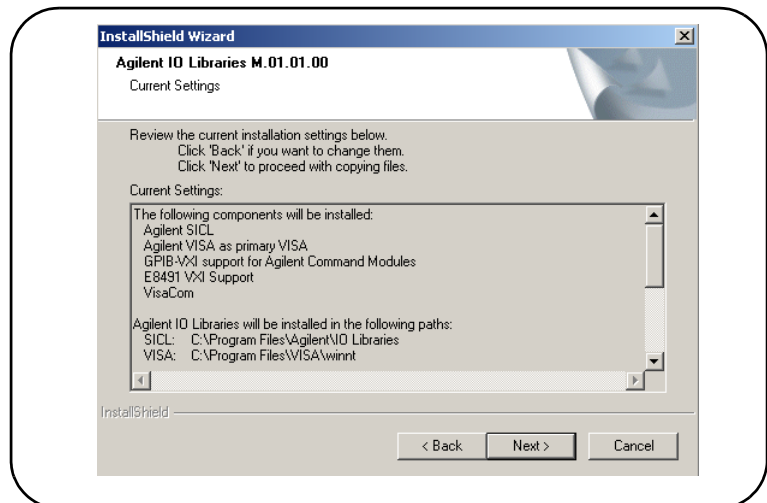 InstallShield Wizard
Agilent IO Libraries M.01.01.00
Current Settings
Review the current installation settings below.
Click 'Back' if you want to change them.
Click 'Next' to proceed with copying files.
Current Settings:
The following components will be installed:
Agilent SICL
Agilent VISA as primary VISA
GPIB-VXI support for Agilent Command Modules
E8491 VXI Support
VisaCom
Agilent IO Libraries will be installed in the following paths:
SICL: C:\Program Files\Agilent\IO Libraries
VISA: C:\Program Files\VISA\winnt
InstallShield
< Back Next > Cancel